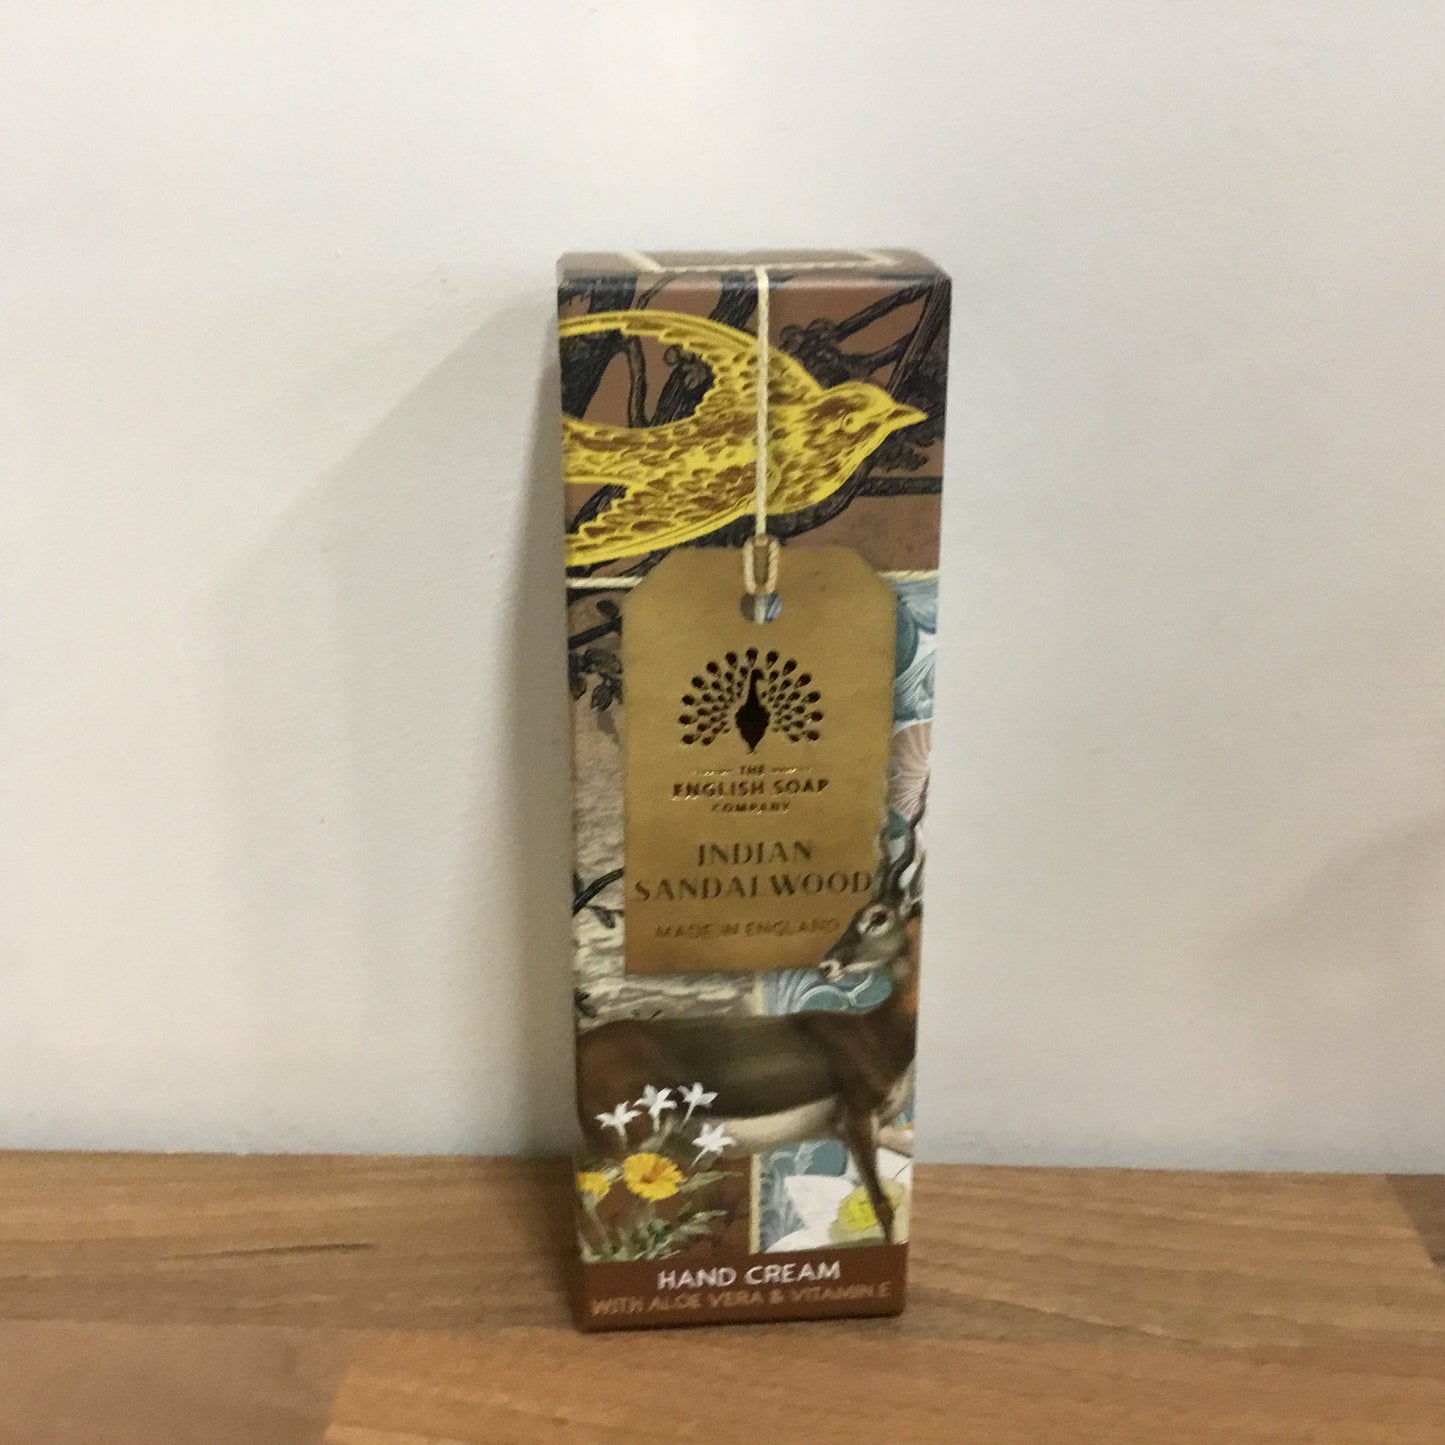 THE
ENGLISH SOAP
COMPANY
INDIAN
SANDALWOOD
MADE IN ENGLAND
HAND CREAM
WITH ALOE VERA & VITAMIN E